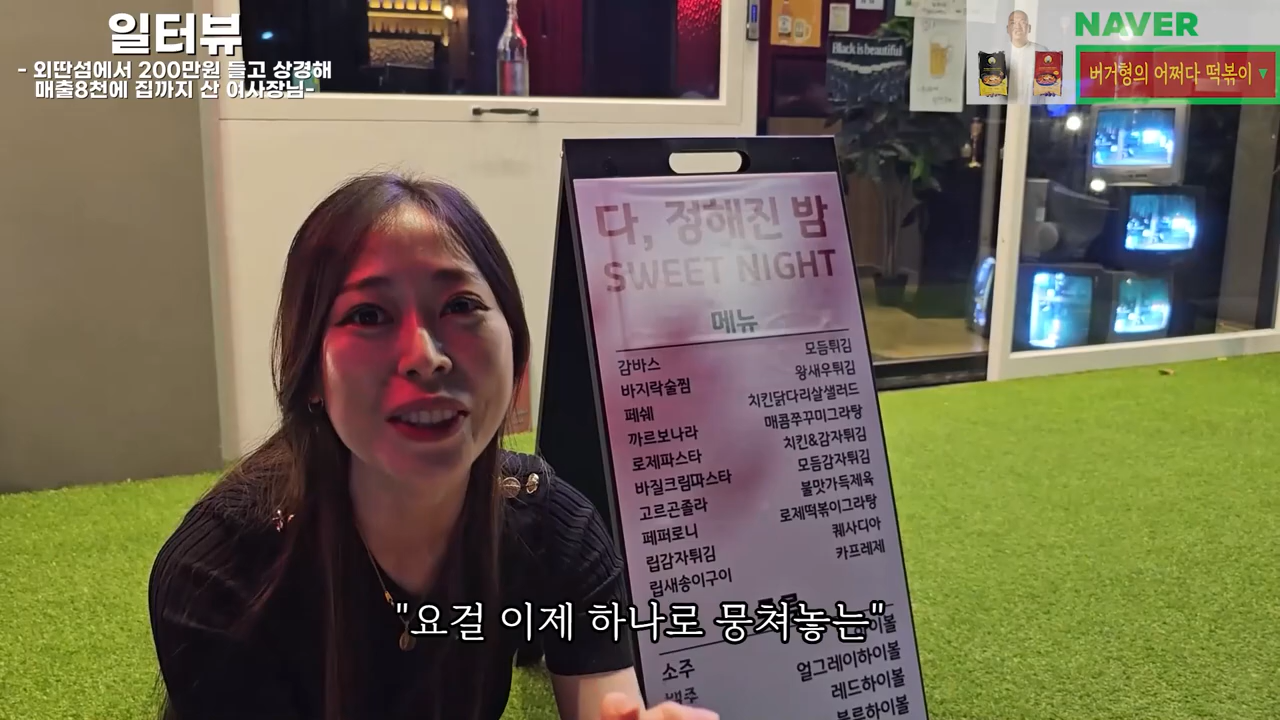 일터뷰
- 외딴섬에서 200만원 들고 상경해
매출8천에 집까지 산 여사장님-
NAVER
버거형의 어쩌다 떡볶이
Black is beautiful
다, 정해진 밤
SWEET NIGHT
메뉴
감바스
바지락술찜
페쉐
까르보나라
로제파스타
바질크림파스타
고르곤졸라
페퍼로니
립감자튀김
립새송이구이
모듬튀김
왕새우튀김
치킨닭다리살샐러드
매콤쭈꾸미그라탕
치킨&감자튀김
모듬감자튀김
불맛가득제육
로제떡볶이그라탕
퀘사디아
카프레제
"요걸 이제 하나로 뭉쳐놓는"
소주
맥주
얼그레이하이볼
레드하이볼
블루하이볼